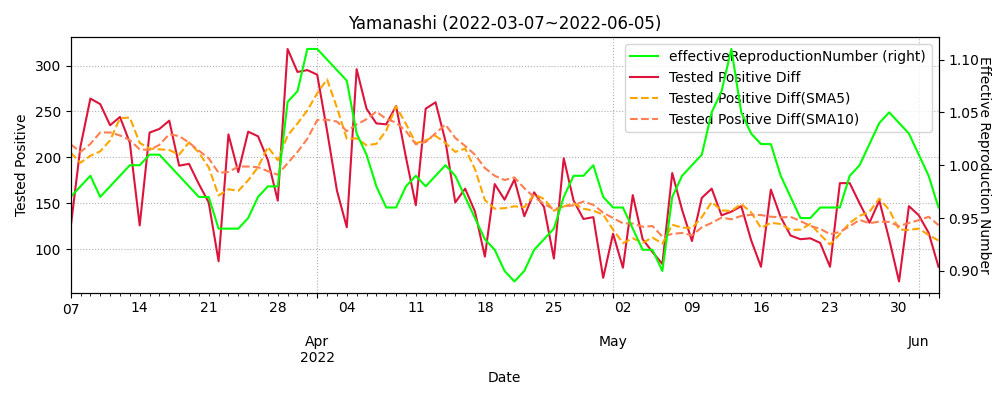 Yamanashi (2022-03-07~2022-06-05)
effectiveReproductionNumber (right)
Tested Positive Diff
Tested Positive Diff(SMA5)
Tested Positive Diff(SMA10)
Tested Positive
300
250
200
150
100
1.10
1.05
1.00
0.95
0.90
Effective Reproduction Number
07 14 21 28 04 11 18 25 02 09 16 23 30
Apr May Jun
2022
Date